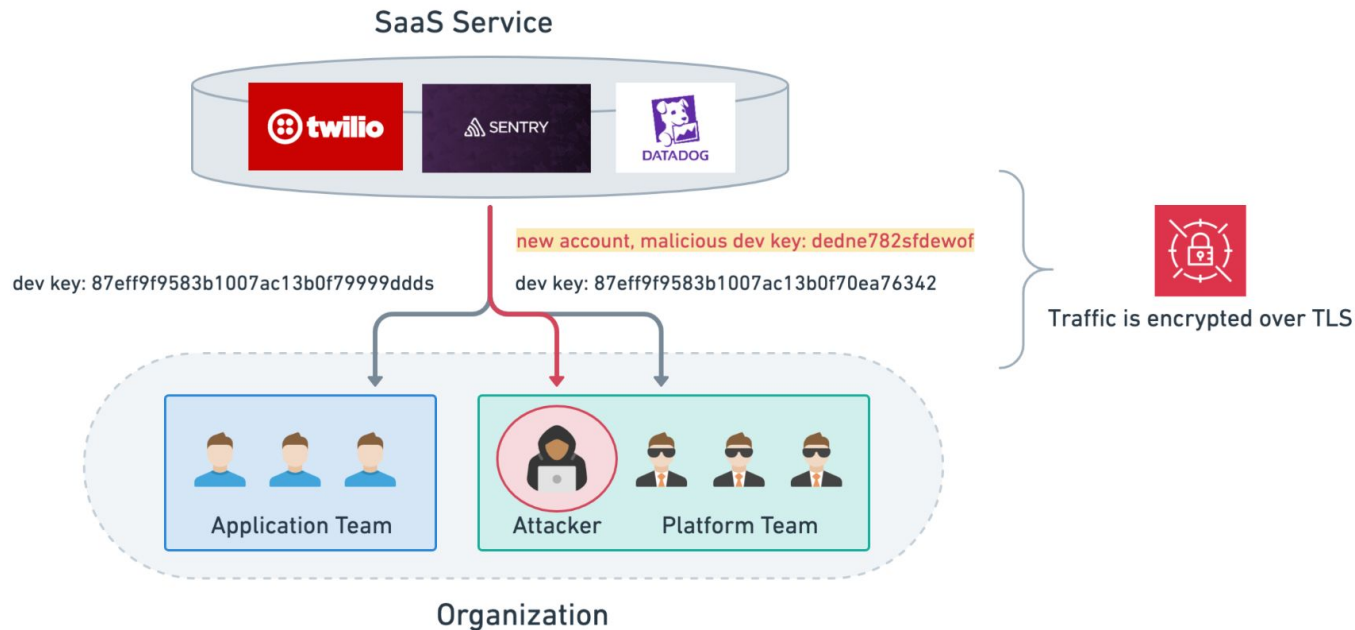 SaaS Service
twilio
SENTRY
DATADOG
new account, malicious dev key: dedne782sfdewof
dev key: 87eff9f9583b1007ac13b0f79999ddds
dev key: 87eff9f9583b1007ac13b0f70ea76342
Traffic is encrypted over TLS
Application Team
Attacker
Platform Team
Organization